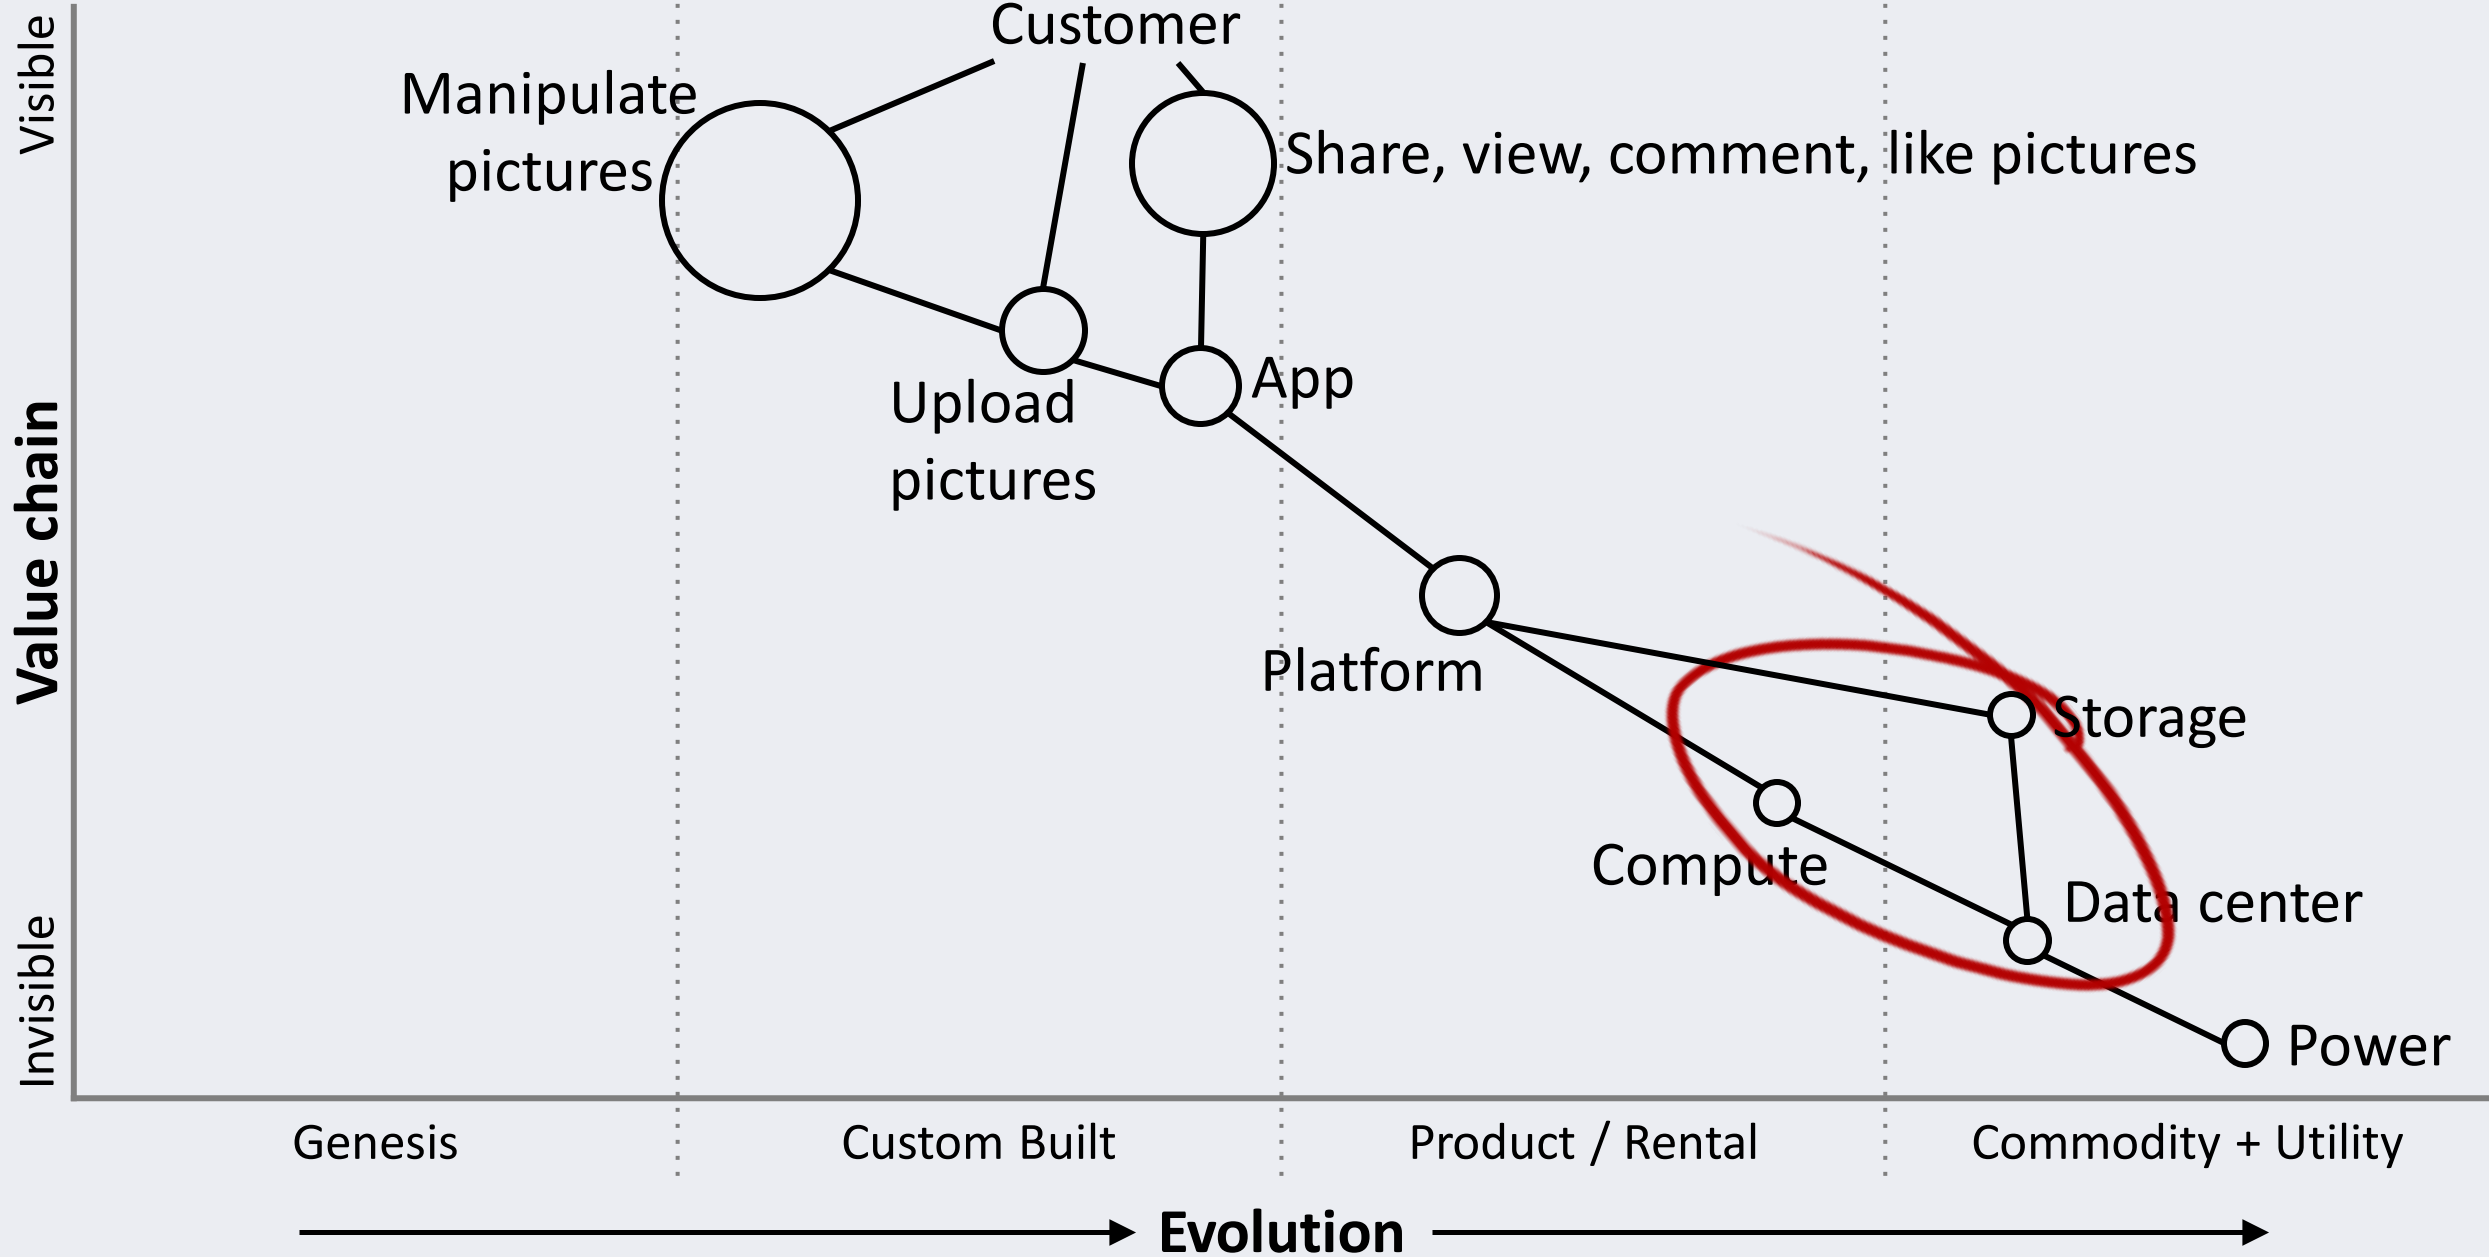 Visible
Customer
Manipulate
pictures
Share, view, comment, like pictures
Upload
pictures
App
Value chain
Platform
Storage
Compute
Data center
Invisible
Power
Genesis
Custom Built
Product / Rental
Commodity + Utility
Evolution